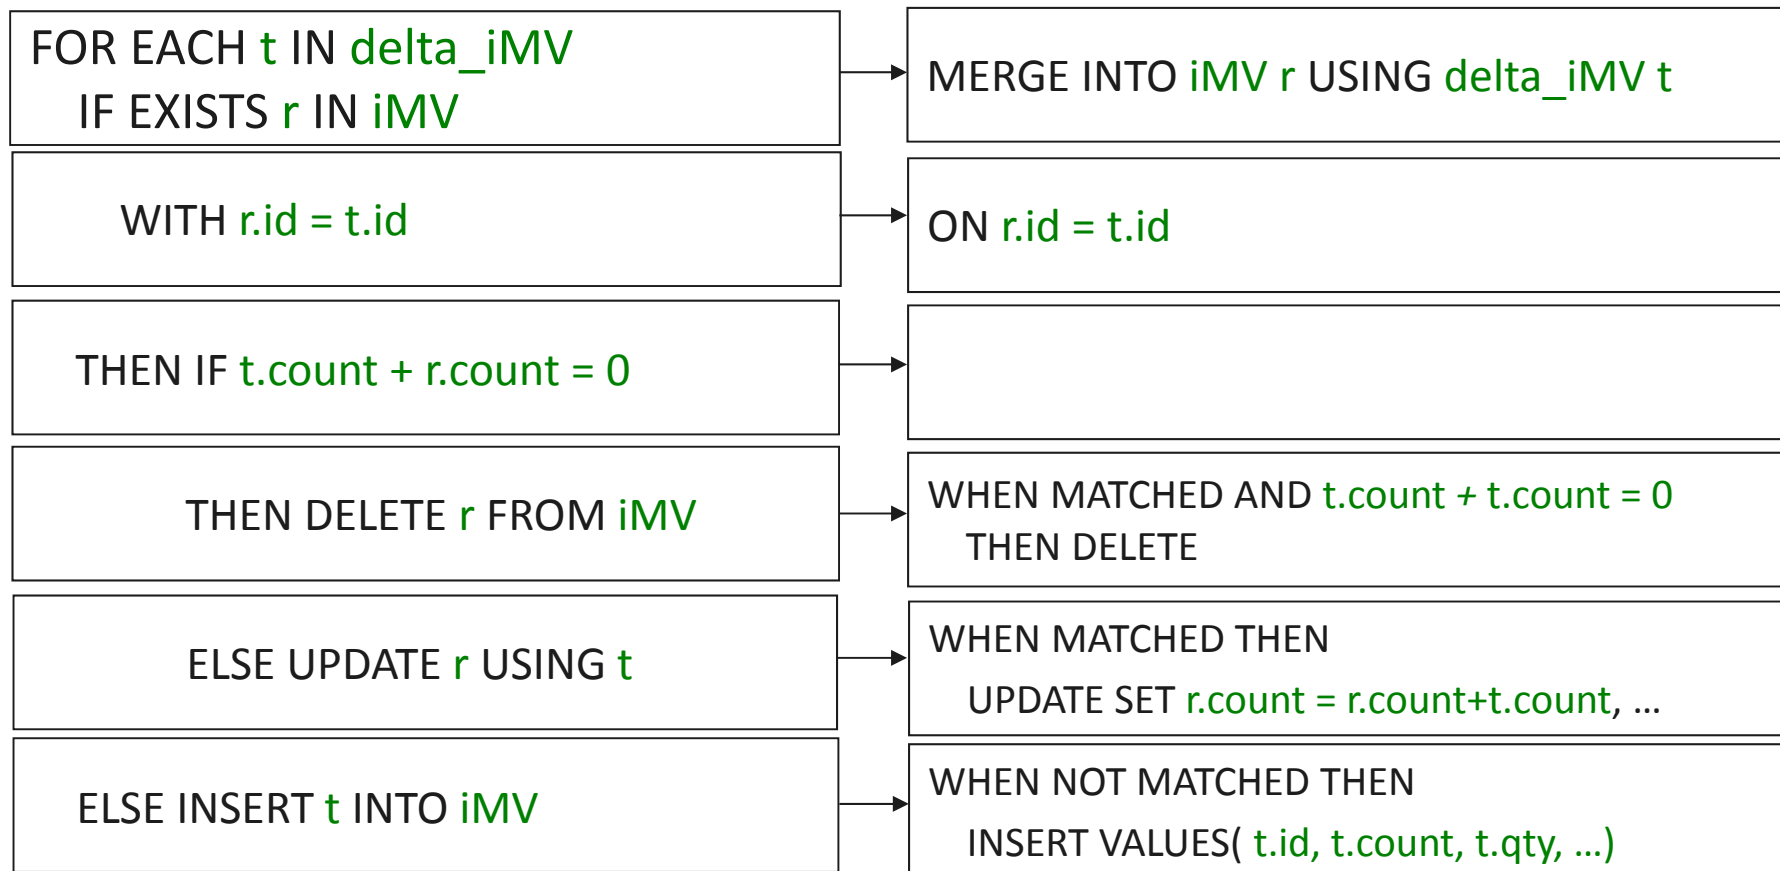 FOR EACH t IN delta_iMV
IF EXISTS r IN iMV
MERGE INTO iMV r USING delta_iMV t
WITH r.id = t.id
ON r.id = t.id
THEN IF t.count + r.count = 0
THEN DELETE r FROM iMV
WHEN MATCHED AND t.count + t.count = 0
THEN DELETE
ELSE UPDATE r USING t
WHEN MATCHED THEN
UPDATE SET r.count = r.count+t.count, ...
ELSE INSERT t INTO iMV
WHEN NOT MATCHED THEN
INSERT VALUES( t.id, t.count, t.qty, ...)